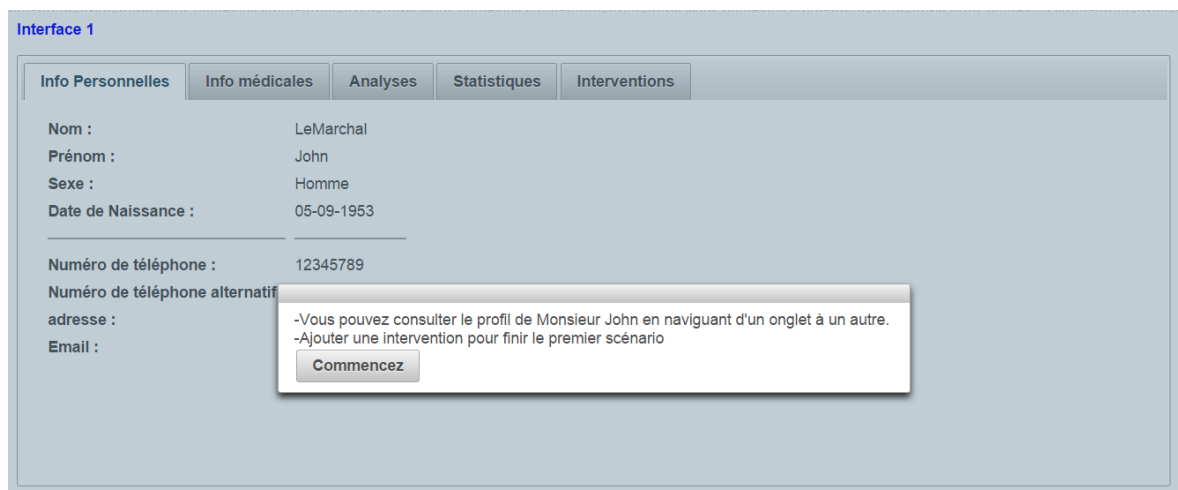 Interface 1
Info Personnelles Info médicales Analyses Statistiques Interventions
Nom : LeMarchal
Prénom : John
Sexe : Homme
Date de Naissance : 05-09-1953
Numéro de téléphone : 12345789
Numéro de téléphone alternatif
adresse :
Email :
-Vous pouvez consulter le profil de Monsieur John en naviguant d'un onglet à un autre.
-Ajouter une intervention pour finir le premier scénario
Commencez